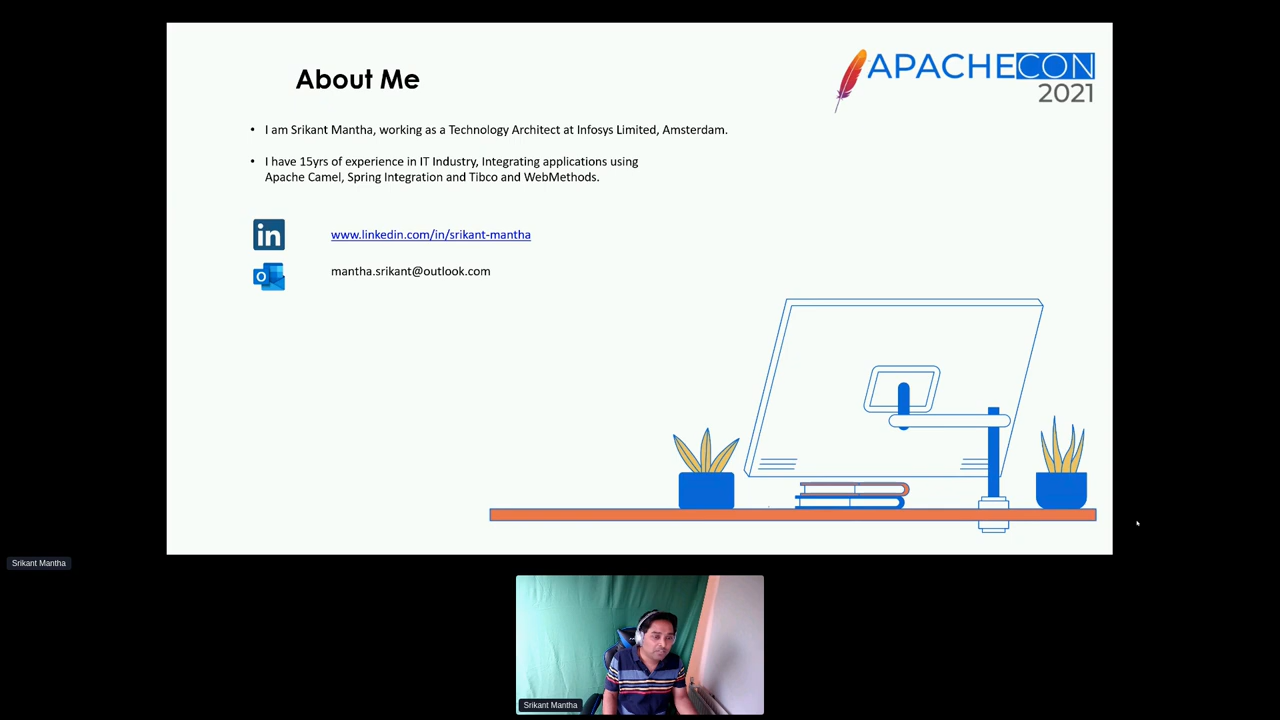 About Me
APACHECON
2021
• I am Srikant Mantha, working as a Technology Architect at Infosys Limited, Amsterdam.
• I have 15yrs of experience in IT Industry, Integrating applications using
Apache Camel, Spring Integration and Tibco and WebMethods.
in
www.linkedin.com/in/srikant-mantha
O
mantha.srikant@outlook.com
Srikant Mantha
Srikant Mantha